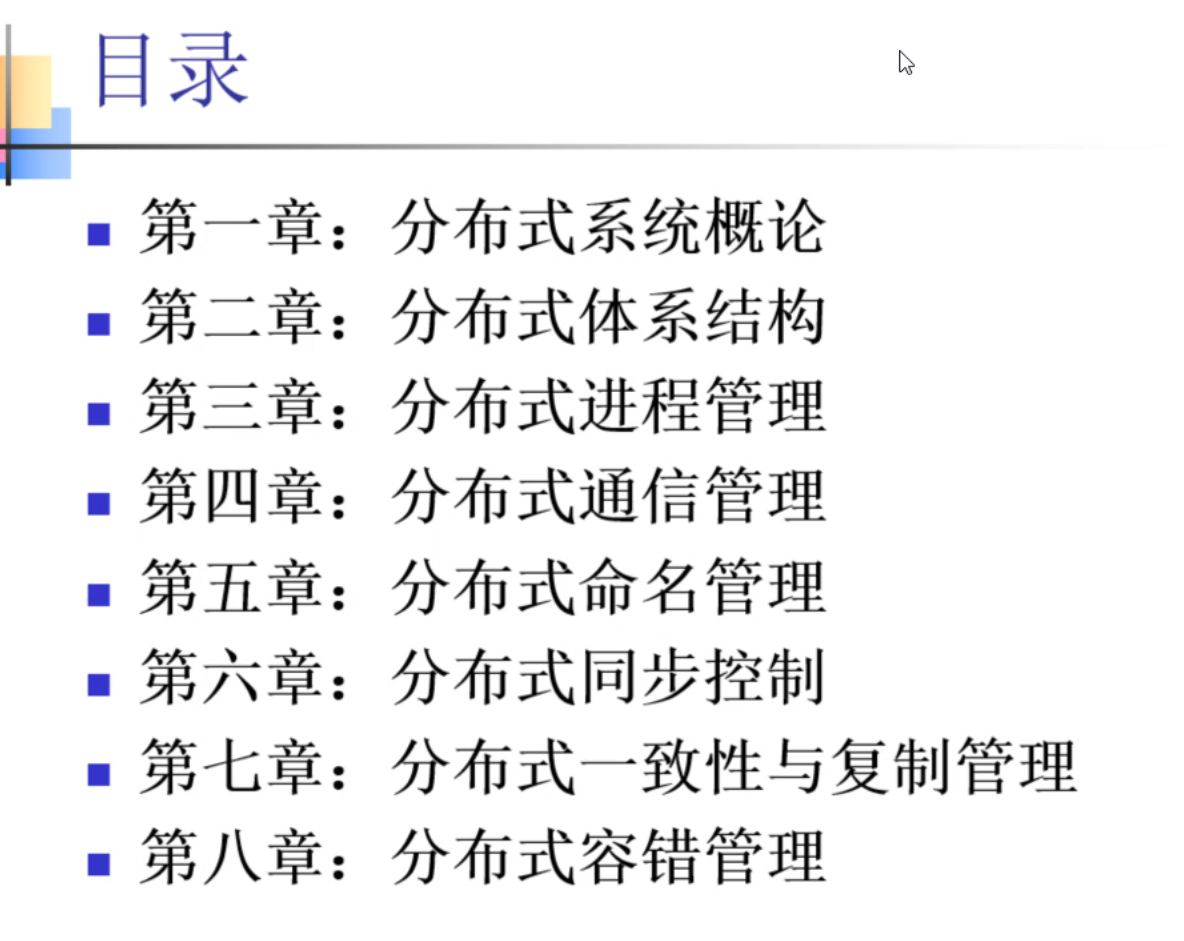 目录
第一章：分布式系统概论
第二章：分布式体系结构
第三章：分布式进程管理
第四章：分布式通信管理
第五章：分布式命名管理
第六章：分布式同步控制
第七章：分布式一致性与复制管理
第八章：分布式容错管理